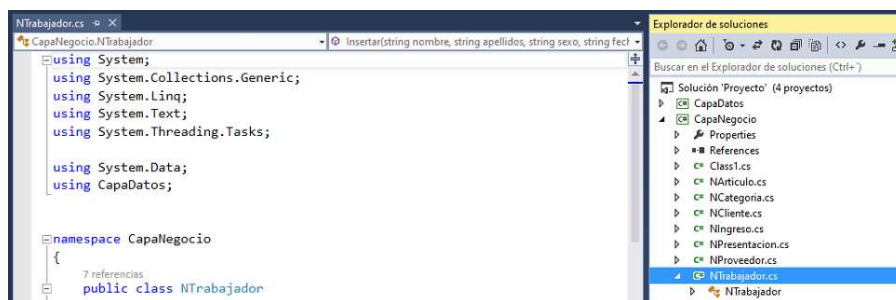 NTrabajador.cs
CapaNegocio.NTrabajador
Insertar(string nombre, string apellidos, string sexo, string fech
using System;
using System.Collections.Generic;
using System.Linq;
using System.Text;
using System.Threading.Tasks;
using System.Data;
using CapaDatos;
namespace CapaNegocio
{
7 referencias
public class NTrabajador
Explorador de soluciones
Buscar en el Explorador de soluciones (Ctrl+´)
Solución 'Proyecto' (4 proyectos)
CapaDatos
CapaNegocio
Properties
References
Class1.cs
NArticulo.cs
NCategoria.cs
NCliente.cs
NIngreso.cs
NPresentacion.cs
NProveedor.cs
NTrabajador.cs
NTrabajador